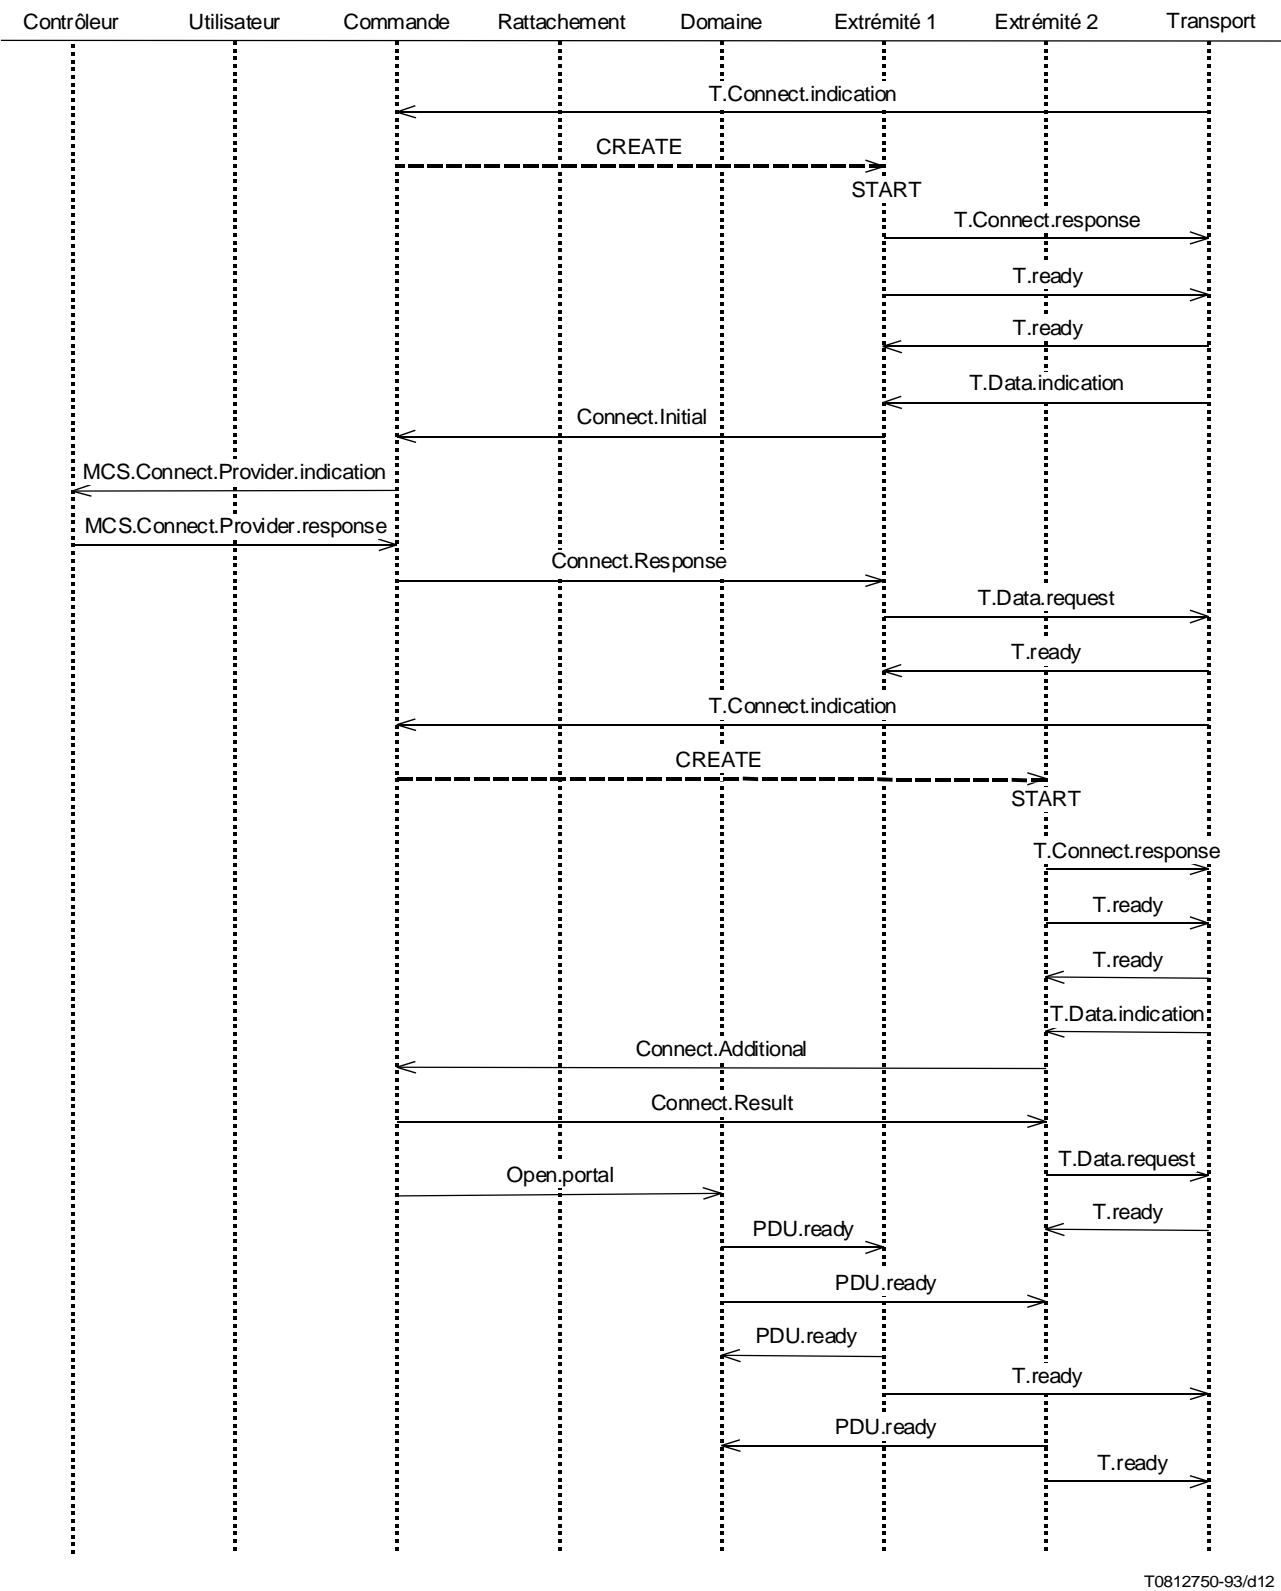 Contrôleur Utilisateur Commande Rattachement Domaine Extrémité 1 Extrémité 2 Transport
T.Connect.indication
CREATE
START
T.Connect.response
T.ready
T.ready
T.Data.indication
Connect.Initial
MCS.Connect.Provider.indication
MCS.Connect.Provider.response
Connect.Response
T.Data.request
T.ready
T.Connect.indication
CREATE
START
T.Connect.response
T.ready
T.ready
T.Data.indication
Connect.Additional
Connect.Result
T.Data.request
Open.portal
T.ready
PDU.ready
PDU.ready
PDU.ready
T.ready
PDU.ready
T.ready
T0812750-93/d12